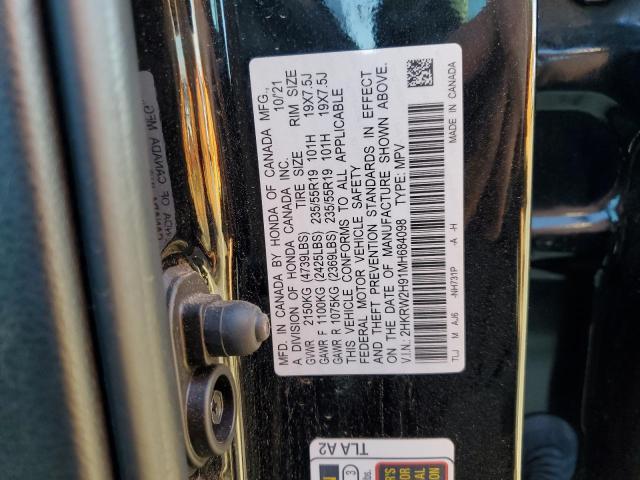 MFD. IN CANADA BY HONDA OF CANADA MFG., 10/21
A DIVISION OF HONDA CANADA INC.
TIRE SIZE RIM SIZE
GVWR 2150KG (4739LBS)
GAWR F 1100KG (2425LBS) 235/55R19 101H 19X7.5J
GAWR R 1075KG (2369LBS) 235/55R19 101H 19X7.5J
THIS VEHICLE CONFORMS TO ALL APPLICABLE
FEDERAL MOTOR VEHICLE SAFETY
AND THEFT PREVENTION STANDARDS IN EFFECT
ON THE DATE OF MANUFACTURE SHOWN ABOVE.
V.I.N: 2HKRW2H91MH684098 TYPE: MPV
TLJ M AJ6 -NH731P -A -H MADE IN CANADA
TLA A2